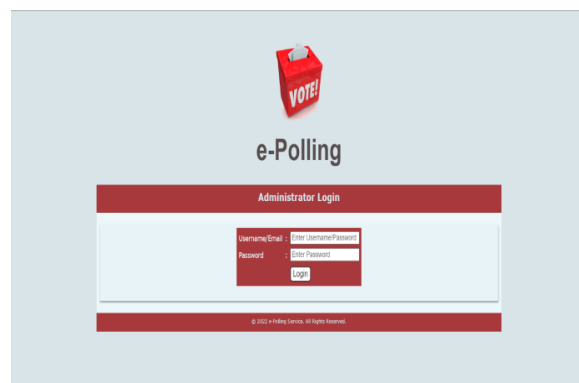 VOTE!
e-Polling
Administrator Login
Username/Email : Enter Username/Password
Password : Enter Password
Login
© 2022 e-Polling Service. All Rights Reserved.